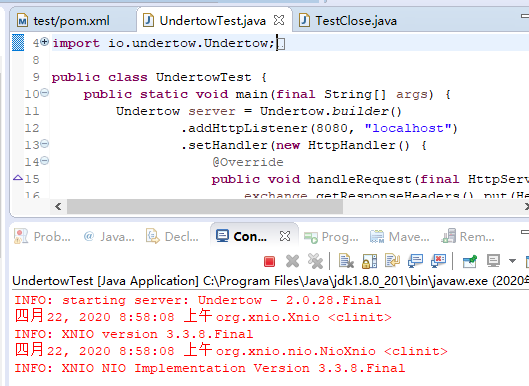 test/pom.xml
UndertowTest.java
TestClose.java
4 import io.undertow.Undertow;
8
9 public class UndertowTest {
10 public static void main(final String[] args) {
11 Undertow server = Undertow.builder()
12 .addHttpListener(8080, "localhost")
13 .setHandler(new HttpHandler() {
14 @Override
15 public void handleRequest(final HttpServ
16 exchange.getResponseHeaders().put(He
Prob...
@ Java...
Decl...
Con...
Prog...
Mave...
Rem...
UndertowTest [Java Application] C:\Program Files\Java\jdk1.8.0_201\bin\javaw.exe (2020年
INFO: starting server: Undertow - 2.0.28.Final
四月 22, 2020 8:58:08 上午 org.xnio.Xnio <clinit>
INFO: XNIO version 3.3.8.Final
四月 22, 2020 8:58:08 上午 org.xnio.nio.NioXnio <clinit>
INFO: XNIO NIO Implementation Version 3.3.8.Final